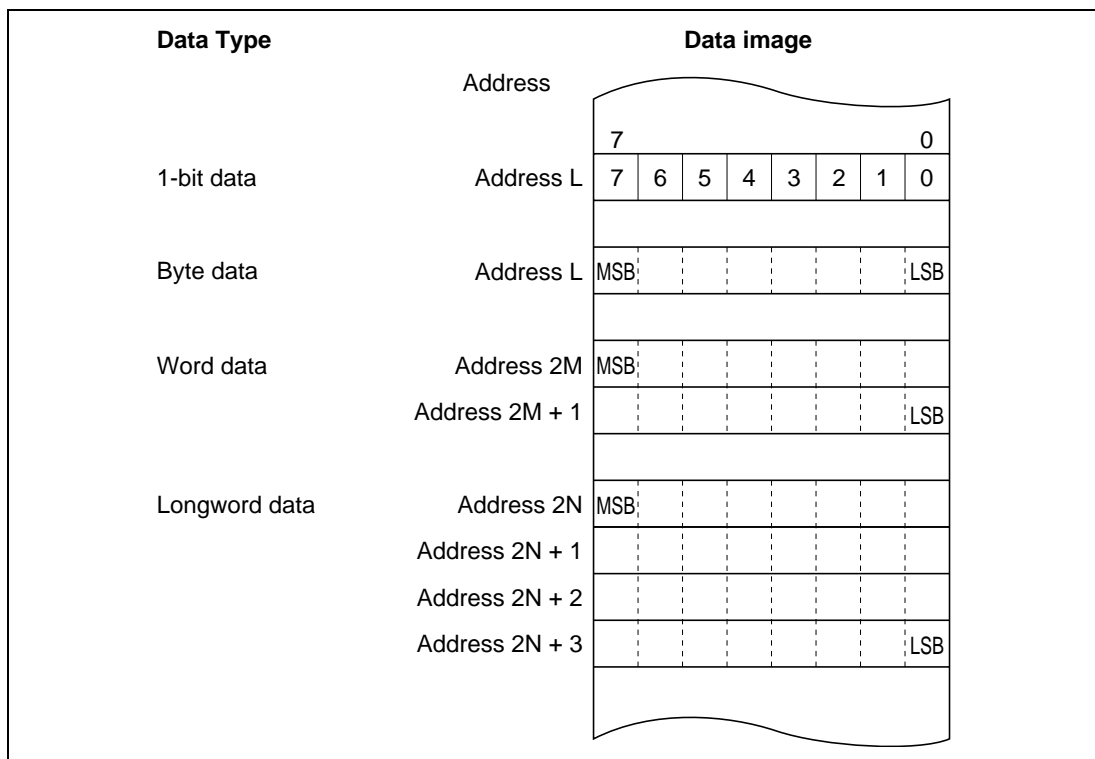 Data Type Data image
Address
7 0
1-bit data Address L 7 6 5 4 3 2 1 0
Byte data Address L MSB LSB
Word data Address 2M MSB
Address 2M + 1 LSB
Longword data Address 2N MSB
Address 2N + 1
Address 2N + 2
Address 2N + 3 LSB